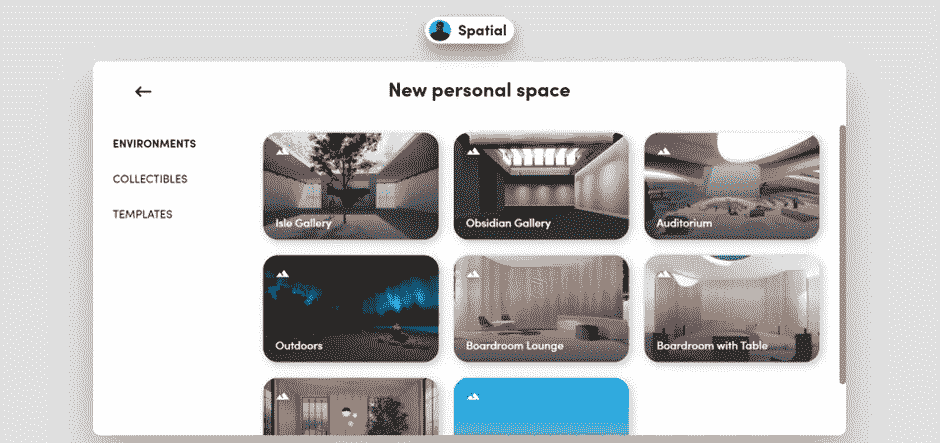 Spatial
New personal space
ENVIRONMENTS
COLLECTIBLES
TEMPLATES
Isle Gallery
Obsidian Gallery
Auditorium
Outdoors
Boardroom Lounge
Boardroom with Table